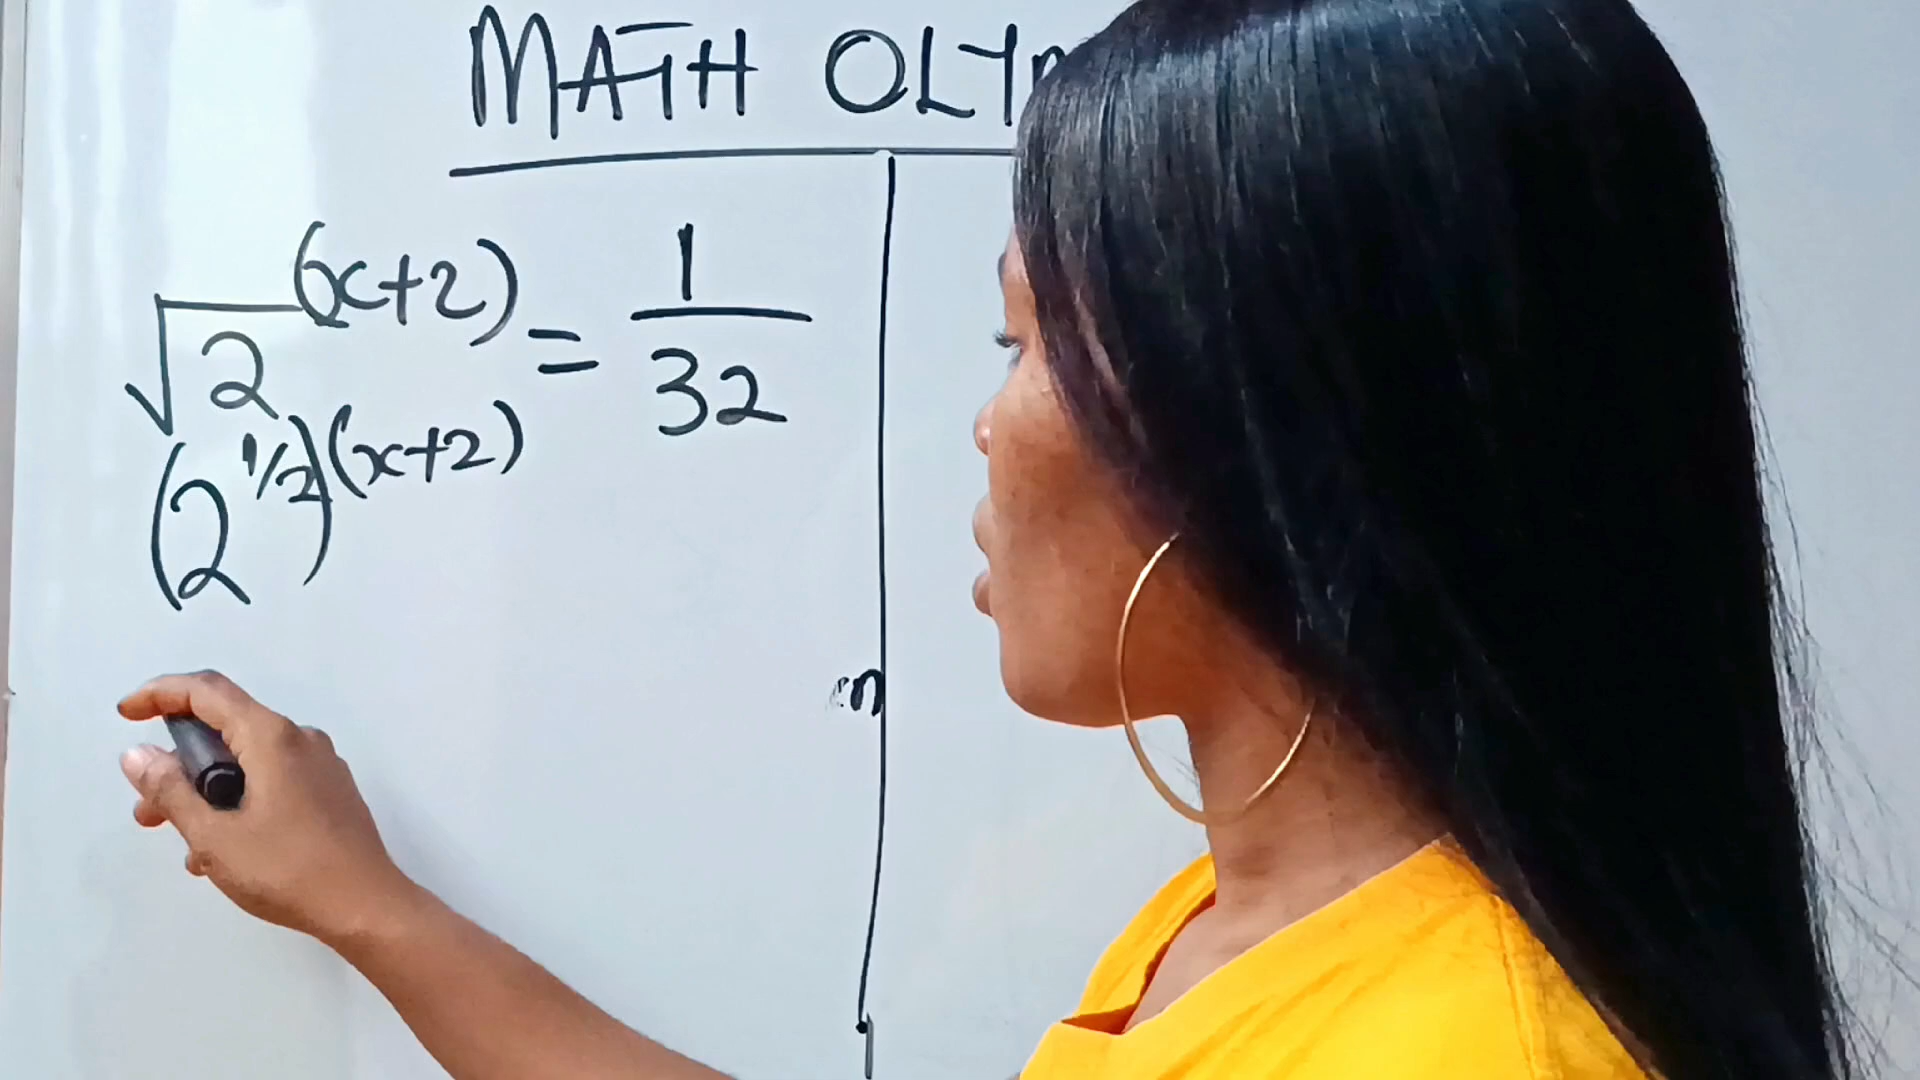 MATH OLY
√2^(x+2) = 1/32
(2^1/2)^(x+2)